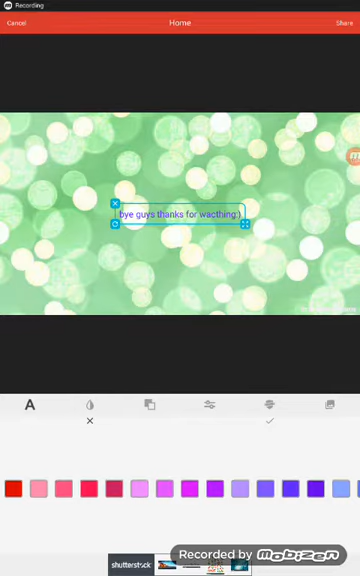 Recording
Cancel Home Share
bye guys thanks for wacthing:)
A
shutterstock
Recorded by mobizen